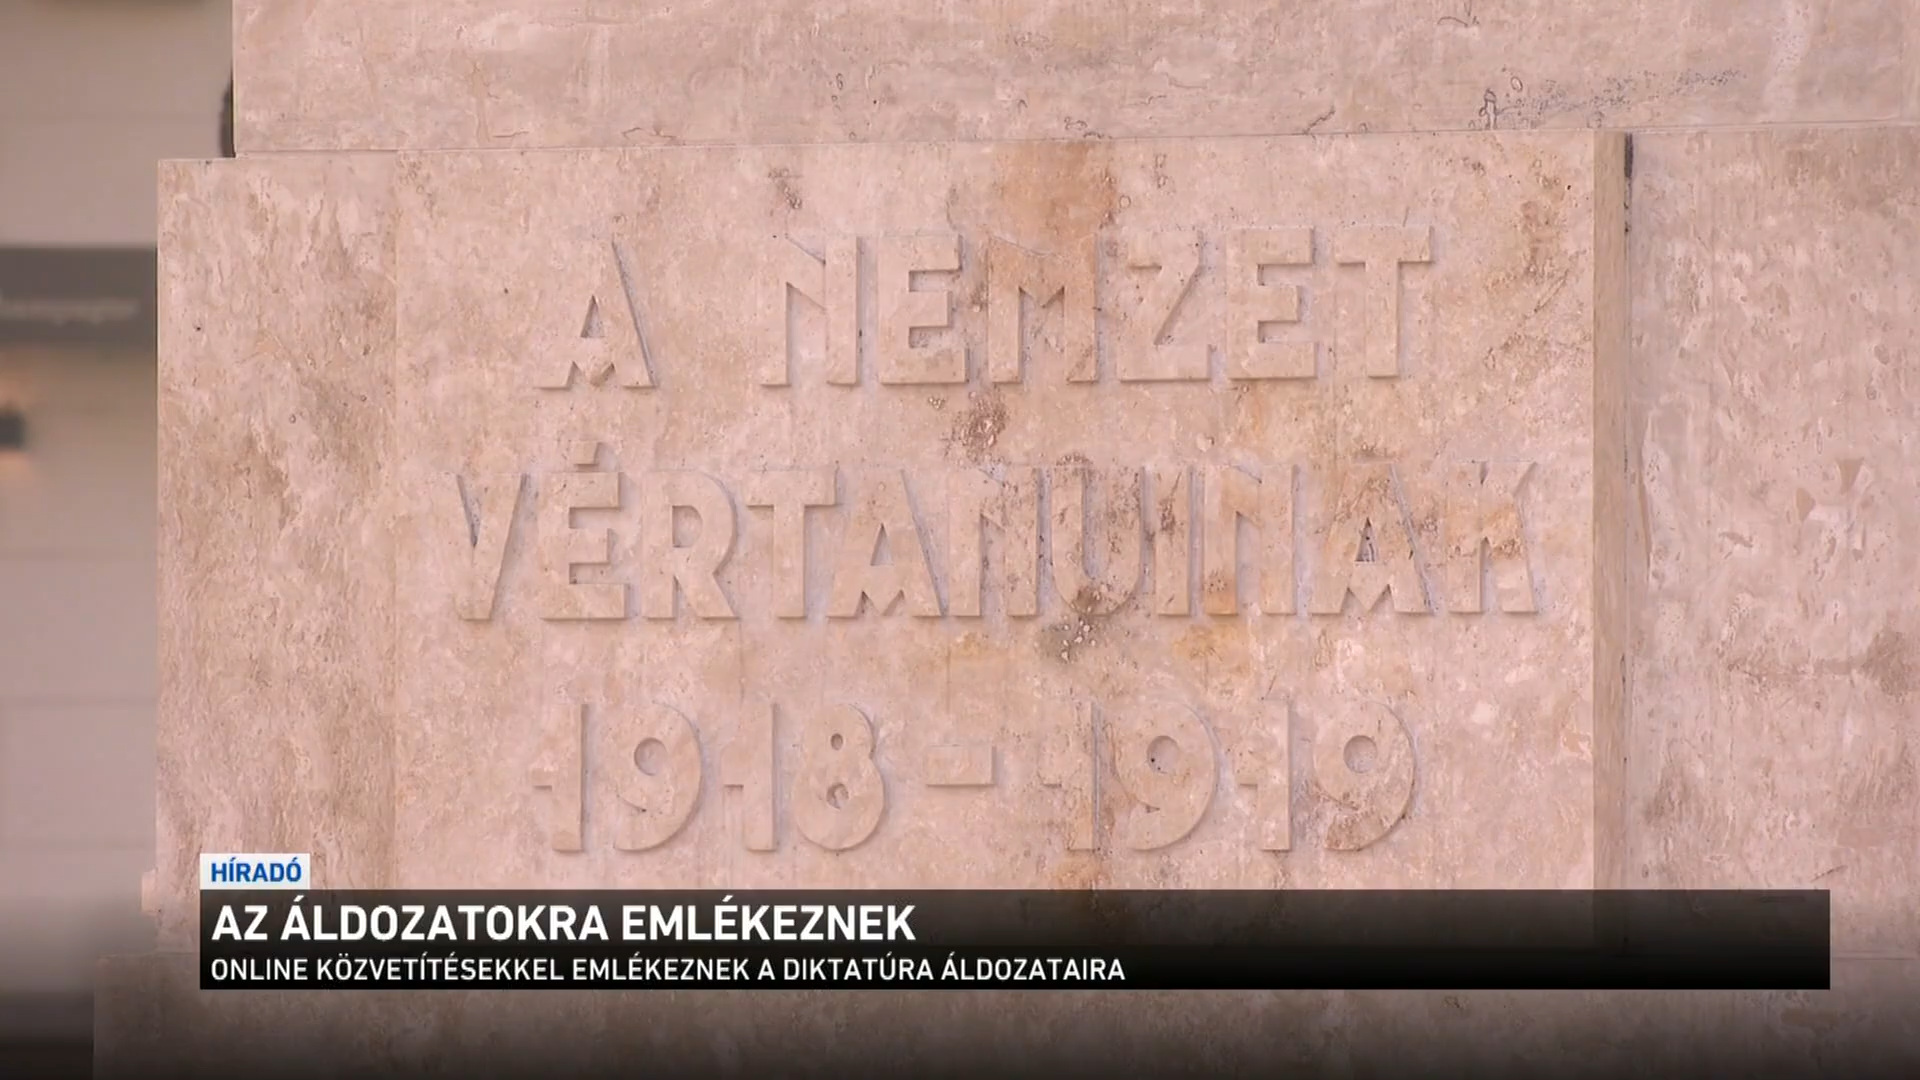 A NEMZET
VÉRTANUINAK
1918-1919
HÍRADÓ
AZ ÁLDOZATOKRA EMLÉKEZNEK
ONLINE KÖZVETÍTÉSEKKEL EMLÉKEZNEK A DIKTATÚRA ÁLDOZATAIRA